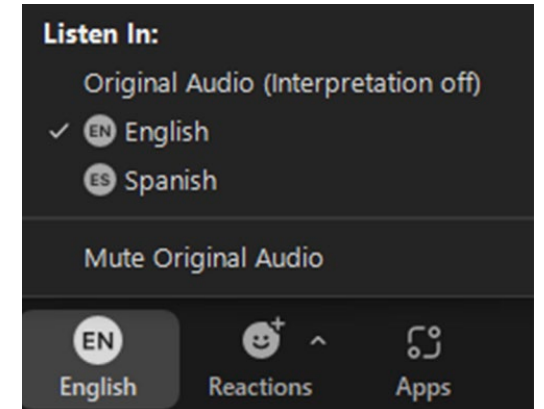 Listen In:
Original Audio (Interpretation off)
EN English
ES Spanish
Mute Original Audio
EN
English Reactions Apps